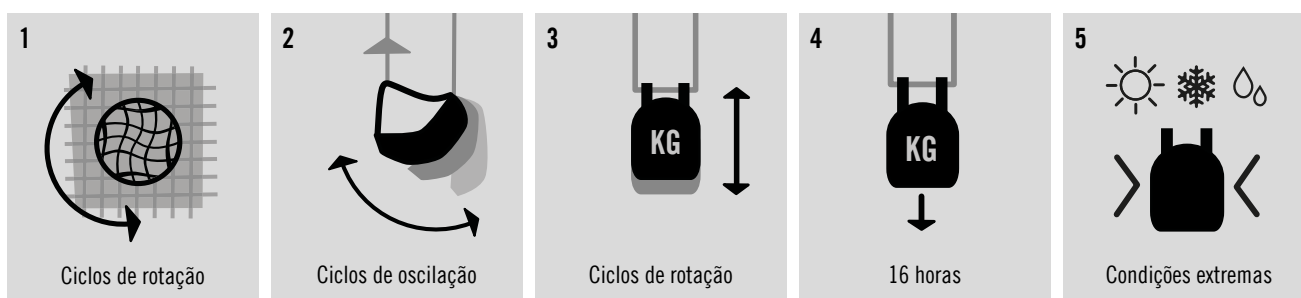 1
Ciclos de rotação
2
Ciclos de oscilação
3
KG
Ciclos de rotação
4
KG
16 horas
5
Condições extremas